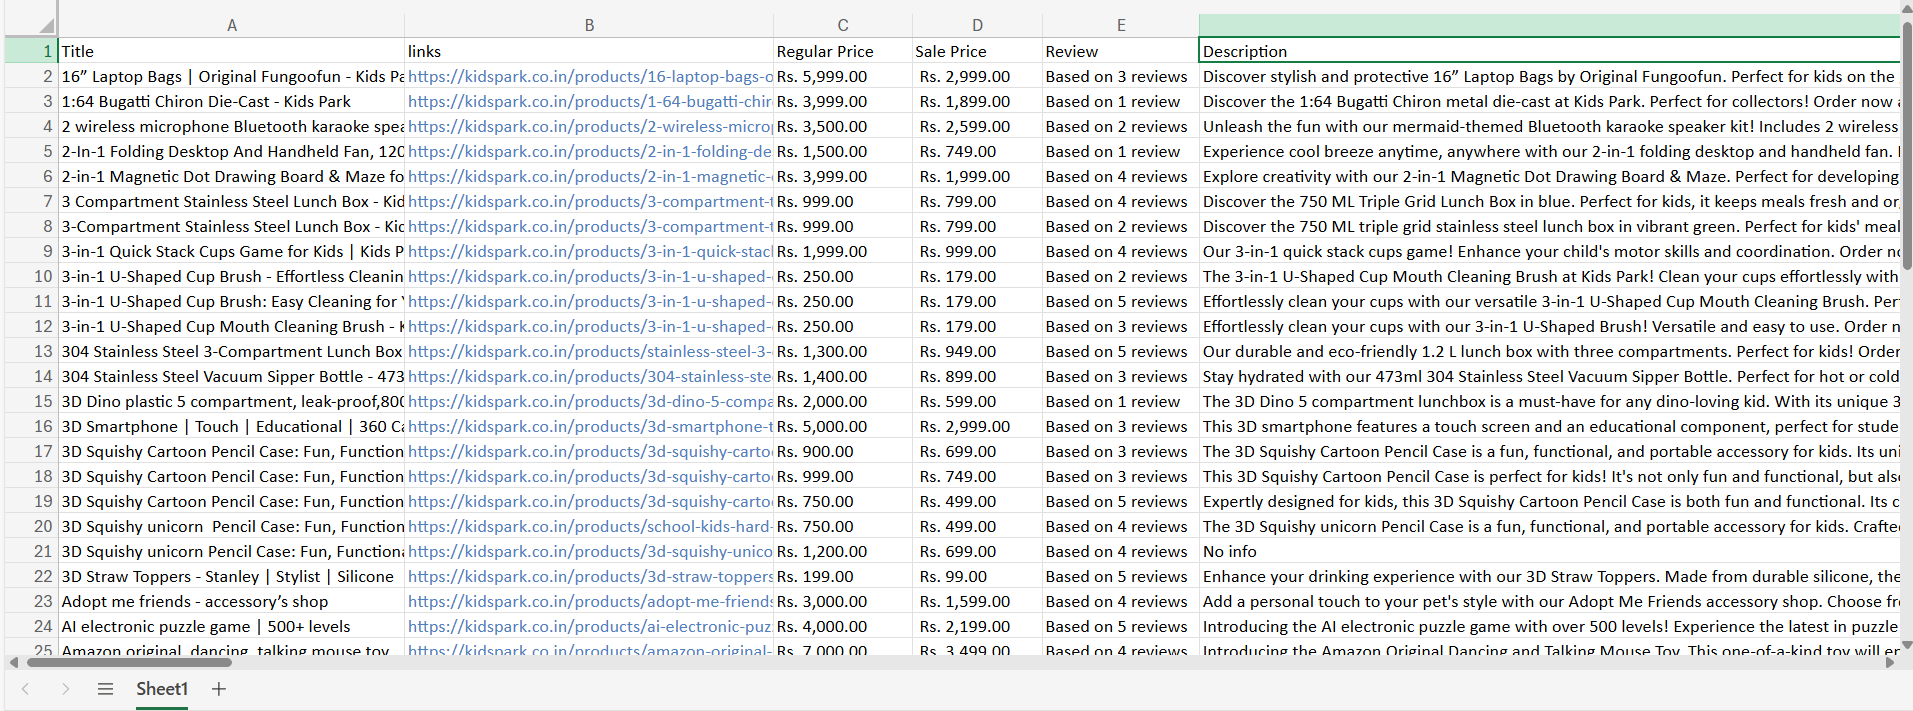 A B C D E
1 Title links Regular Price Sale Price Review Description
2 16” Laptop Bags | Original Fungoofun - Kids Pa https://kidspark.co.in/products/16-laptop-bags-o Rs. 5,999.00 Rs. 2,999.00 Based on 3 reviews Discover stylish and protective 16” Laptop Bags by Original Fungoofun. Perfect for kids on the
3 1:64 Bugatti Chiron Die-Cast - Kids Park https://kidspark.co.in/products/1-64-bugatti-chir Rs. 3,999.00 Rs. 1,899.00 Based on 1 review Discover the 1:64 Bugatti Chiron metal die-cast at Kids Park. Perfect for collectors! Order now
4 2 wireless microphone Bluetooth karaoke spea https://kidspark.co.in/products/2-wireless-micro Rs. 3,500.00 Rs. 2,599.00 Based on 2 reviews Unleash the fun with our mermaid-themed Bluetooth karaoke speaker kit! Includes 2 wireless
5 2-In-1 Folding Desktop And Handheld Fan, 120 https://kidspark.co.in/products/2-in-1-folding-de Rs. 1,500.00 Rs. 749.00 Based on 1 review Experience cool breeze anytime, anywhere with our 2-in-1 folding desktop and handheld fan.
6 2-in-1 Magnetic Dot Drawing Board & Maze fo https://kidspark.co.in/products/2-in-1-magnetic- Rs. 3,999.00 Rs. 1,999.00 Based on 4 reviews Explore creativity with our 2-in-1 Magnetic Dot Drawing Board & Maze. Perfect for developing
7 3 Compartment Stainless Steel Lunch Box - Kid https://kidspark.co.in/products/3-compartment- Rs. 999.00 Rs. 799.00 Based on 4 reviews Discover the 750 ML Triple Grid Lunch Box in blue. Perfect for kids, it keeps meals fresh and or
8 3-Compartment Stainless Steel Lunch Box - Kid https://kidspark.co.in/products/3-compartment- Rs. 999.00 Rs. 799.00 Based on 2 reviews Discover the 750 ML triple grid stainless steel lunch box in vibrant green. Perfect for kids' meal
9 3-in-1 Quick Stack Cups Game for Kids | Kids P https://kidspark.co.in/products/3-in-1-quick-stac Rs. 1,999.00 Rs. 999.00 Based on 4 reviews Our 3-in-1 quick stack cups game! Enhance your child's motor skills and coordination. Order no
10 3-in-1 U-Shaped Cup Brush - Effortless Cleanin https://kidspark.co.in/products/3-in-1-u-shaped- Rs. 250.00 Rs. 179.00 Based on 2 reviews The 3-in-1 U-Shaped Cup Mouth Cleaning Brush at Kids Park! Clean your cups effortlessly with
11 3-in-1 U-Shaped Cup Brush: Easy Cleaning for https://kidspark.co.in/products/3-in-1-u-shaped- Rs. 250.00 Rs. 179.00 Based on 5 reviews Effortlessly clean your cups with our versatile 3-in-1 U-Shaped Cup Mouth Cleaning Brush. Per
12 3-in-1 U-Shaped Cup Mouth Cleaning Brush - K https://kidspark.co.in/products/3-in-1-u-shaped- Rs. 250.00 Rs. 179.00 Based on 3 reviews Effortlessly clean your cups with our 3-in-1 U-Shaped Brush! Versatile and easy to use. Order n
13 304 Stainless Steel 3-Compartment Lunch Box https://kidspark.co.in/products/stainless-steel-3- Rs. 1,300.00 Rs. 949.00 Based on 5 reviews Our durable and eco-friendly 1.2 L lunch box with three compartments. Perfect for kids! Order
14 304 Stainless Steel Vacuum Sipper Bottle - 473 https://kidspark.co.in/products/304-stainless-ste Rs. 1,400.00 Rs. 899.00 Based on 3 reviews Stay hydrated with our 473ml 304 Stainless Steel Vacuum Sipper Bottle. Perfect for hot or cold
15 3D Dino plastic 5 compartment, leak-proof,800 https://kidspark.co.in/products/3d-dino-5-compa Rs. 2,000.00 Rs. 599.00 Based on 1 review The 3D Dino 5 compartment lunchbox is a must-have for any dino-loving kid. With its unique 3
16 3D Smartphone | Touch | Educational | 360 Ca https://kidspark.co.in/products/3d-smartphone-t Rs. 5,000.00 Rs. 2,999.00 Based on 3 reviews This 3D smartphone features a touch screen and an educational component, perfect for stude
17 3D Squishy Cartoon Pencil Case: Fun, Function https://kidspark.co.in/products/3d-squishy-carto Rs. 900.00 Rs. 699.00 Based on 3 reviews The 3D Squishy Cartoon Pencil Case is a fun, functional, and portable accessory for kids. Its uni
18 3D Squishy Cartoon Pencil Case: Fun, Function https://kidspark.co.in/products/3d-squishy-carto Rs. 999.00 Rs. 749.00 Based on 3 reviews This 3D Squishy Cartoon Pencil Case is perfect for kids! It's not only fun and functional, but als
19 3D Squishy Cartoon Pencil Case: Fun, Function https://kidspark.co.in/products/3d-squishy-carto Rs. 750.00 Rs. 499.00 Based on 5 reviews Expertly designed for kids, this 3D Squishy Cartoon Pencil Case is both fun and functional. Its c
20 3D Squishy unicorn Pencil Case: Fun, Function https://kidspark.co.in/products/school-kids-hard- Rs. 750.00 Rs. 499.00 Based on 4 reviews The 3D Squishy unicorn Pencil Case is a fun, functional, and portable accessory for kids. Crafte
21 3D Squishy unicorn Pencil Case: Fun, Functiona https://kidspark.co.in/products/3d-squishy-unico Rs. 1,200.00 Rs. 699.00 Based on 4 reviews No info
22 3D Straw Toppers - Stanley | Stylist | Silicone https://kidspark.co.in/products/3d-straw-toppers Rs. 199.00 Rs. 99.00 Based on 5 reviews Enhance your drinking experience with our 3D Straw Toppers. Made from durable silicone, the
23 Adopt me friends - accessory’s shop https://kidspark.co.in/products/adopt-me-friend Rs. 3,000.00 Rs. 1,599.00 Based on 4 reviews Add a personal touch to your pet's style with our Adopt Me Friends accessory shop. Choose fr
24 AI electronic puzzle game | 500+ levels https://kidspark.co.in/products/ai-electronic-puz Rs. 4,000.00 Rs. 2,199.00 Based on 5 reviews Introducing the AI electronic puzzle game with over 500 levels! Experience the latest in puzzle
25 Amazon original, dancing, talking mouse toy https://kidspark.co.in/products/amazon-original- Rs. 7,000.00 Rs. 3,499.00 Based on 4 reviews Introducing the Amazon Original Dancing and Talking Mouse Toy. This one-of-a-kind toy will en
Sheet1